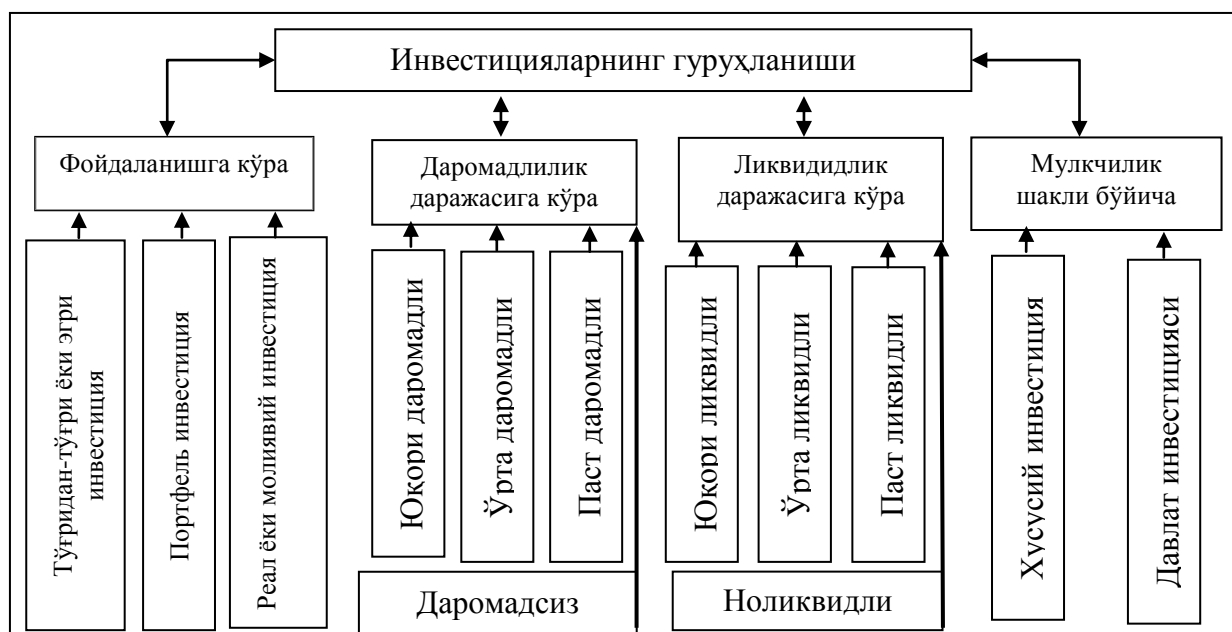 Инвестицияларнинг гуруҳланиши
Фойдаланишга кўра
Даромадлилик
даражасига кўра
Ликвидидлик
даражасига кўра
Мулкчилик
шакли бўйича
Тўғридан-тўғри ёки эгри
инвестиция
Портфель инвестиция
Реал ёки молиявий инвестиция
Юқори даромадли
Ўрта даромадли
Паст даромадли
Даромадсиз
Юқори ликвидли
Ўрта ликвидли
Паст ликвидли
Ноликвидли
Хусусий инвестиция
Давлат инвестицияси